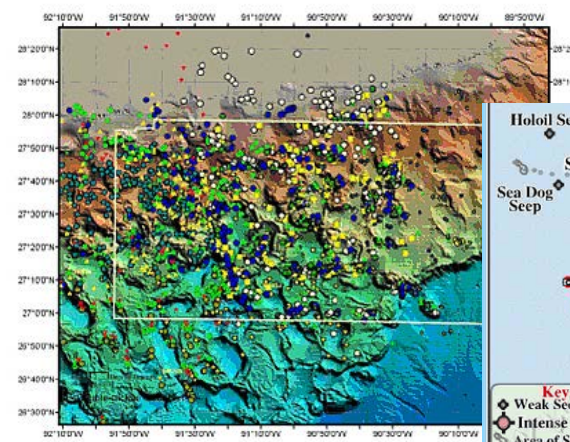 92°10'0"W 91°50'0"W 91°30'0"W 91°10'0"W 90°50'0"W 90°30'0"W 90°10'0"W 89°50'0"W
28°20'0"N
28°10'0"N
28°0'0"N
27°50'0"N
27°40'0"N
27°30'0"N
27°20'0"N
27°10'0"N
27°0'0"N
26°50'0"N
26°40'0"N
26°30'0"N
92°10'0"W 91°50'0"W 91°30'0"W 91°10'0"W 90°50'0"W 90°30'0"W 90°10'0"W
Holoil Se
S
Sea Dog
Seep
Key
Weak See
Intense
Area of